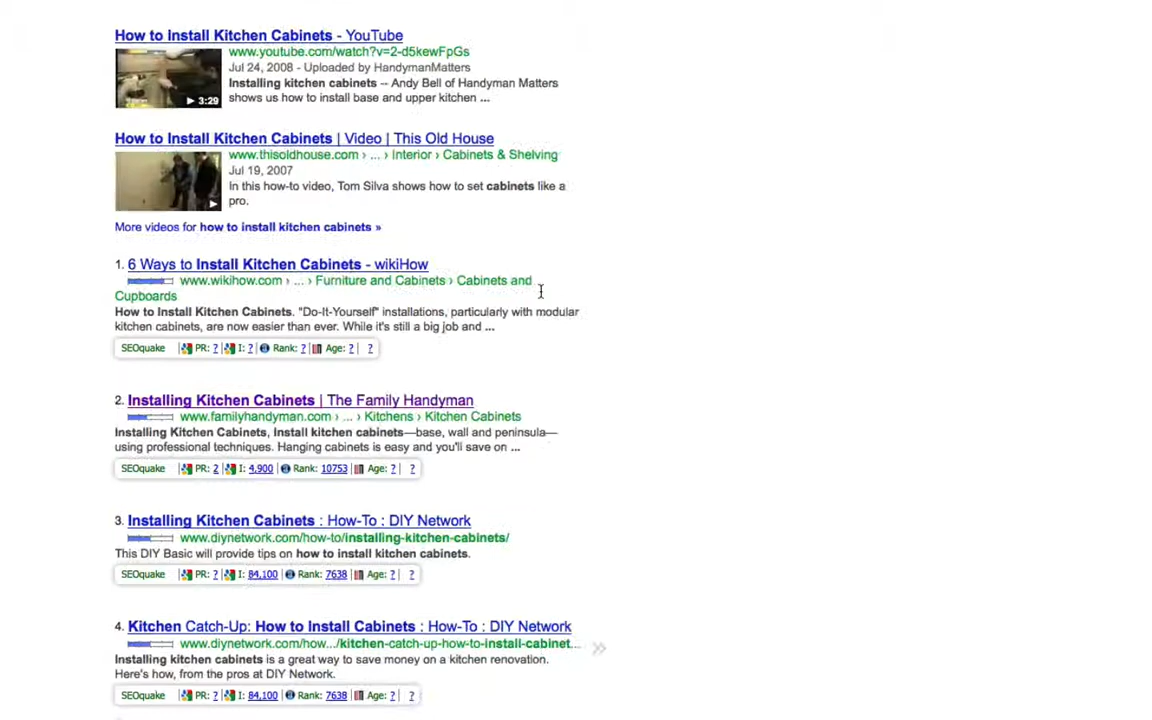 How to Install Kitchen Cabinets - YouTube
www.youtube.com/watch?v=2-d5kewFpGs
Jul 24, 2008 - Uploaded by HandymanMatters
Installing kitchen cabinets -- Andy Bell of Handyman Matters
shows us how to install base and upper kitchen ...
3:29
How to Install Kitchen Cabinets | Video | This Old House
www.thisoldhouse.com › ... › Interior › Cabinets & Shelving
Jul 19, 2007
In this how-to video, Tom Silva shows how to set cabinets like a
pro.
More videos for how to install kitchen cabinets »
1. 6 Ways to Install Kitchen Cabinets - wikiHow
www.wikihow.com › ... › Furniture and Cabinets › Cabinets and
Cupboards
How to Install Kitchen Cabinets. "Do-It-Yourself" installations, particularly with modular
kitchen cabinets, are now easier than ever. While it's still a big job and ...
SEOquake PR: ? I: ? Rank: ? Age: ? ?
2. Installing Kitchen Cabinets | The Family Handyman
www.familyhandyman.com › ... › Kitchens › Kitchen Cabinets
Installing Kitchen Cabinets, Install kitchen cabinets—base, wall and peninsula—
using professional techniques. Hanging cabinets is easy and you'll save on ...
SEOquake PR: 2 I: 4,900 Rank: 10753 Age: ? ?
3. Installing Kitchen Cabinets : How-To : DIY Network
www.diynetwork.com/how-to/installing-kitchen-cabinets/
This DIY Basic will provide tips on how to install kitchen cabinets.
SEOquake PR: ? I: 84,100 Rank: 7638 Age: ? ?
4. Kitchen Catch-Up: How to Install Cabinets : How-To : DIY Network
www.diynetwork.com/how.../kitchen-catch-up-how-to-install-cabinet...
Installing kitchen cabinets is a great way to save money on a kitchen renovation.
Here's how, from the pros at DIY Network.
SEOquake PR: ? I: 84,100 Rank: 7638 Age: ? ?